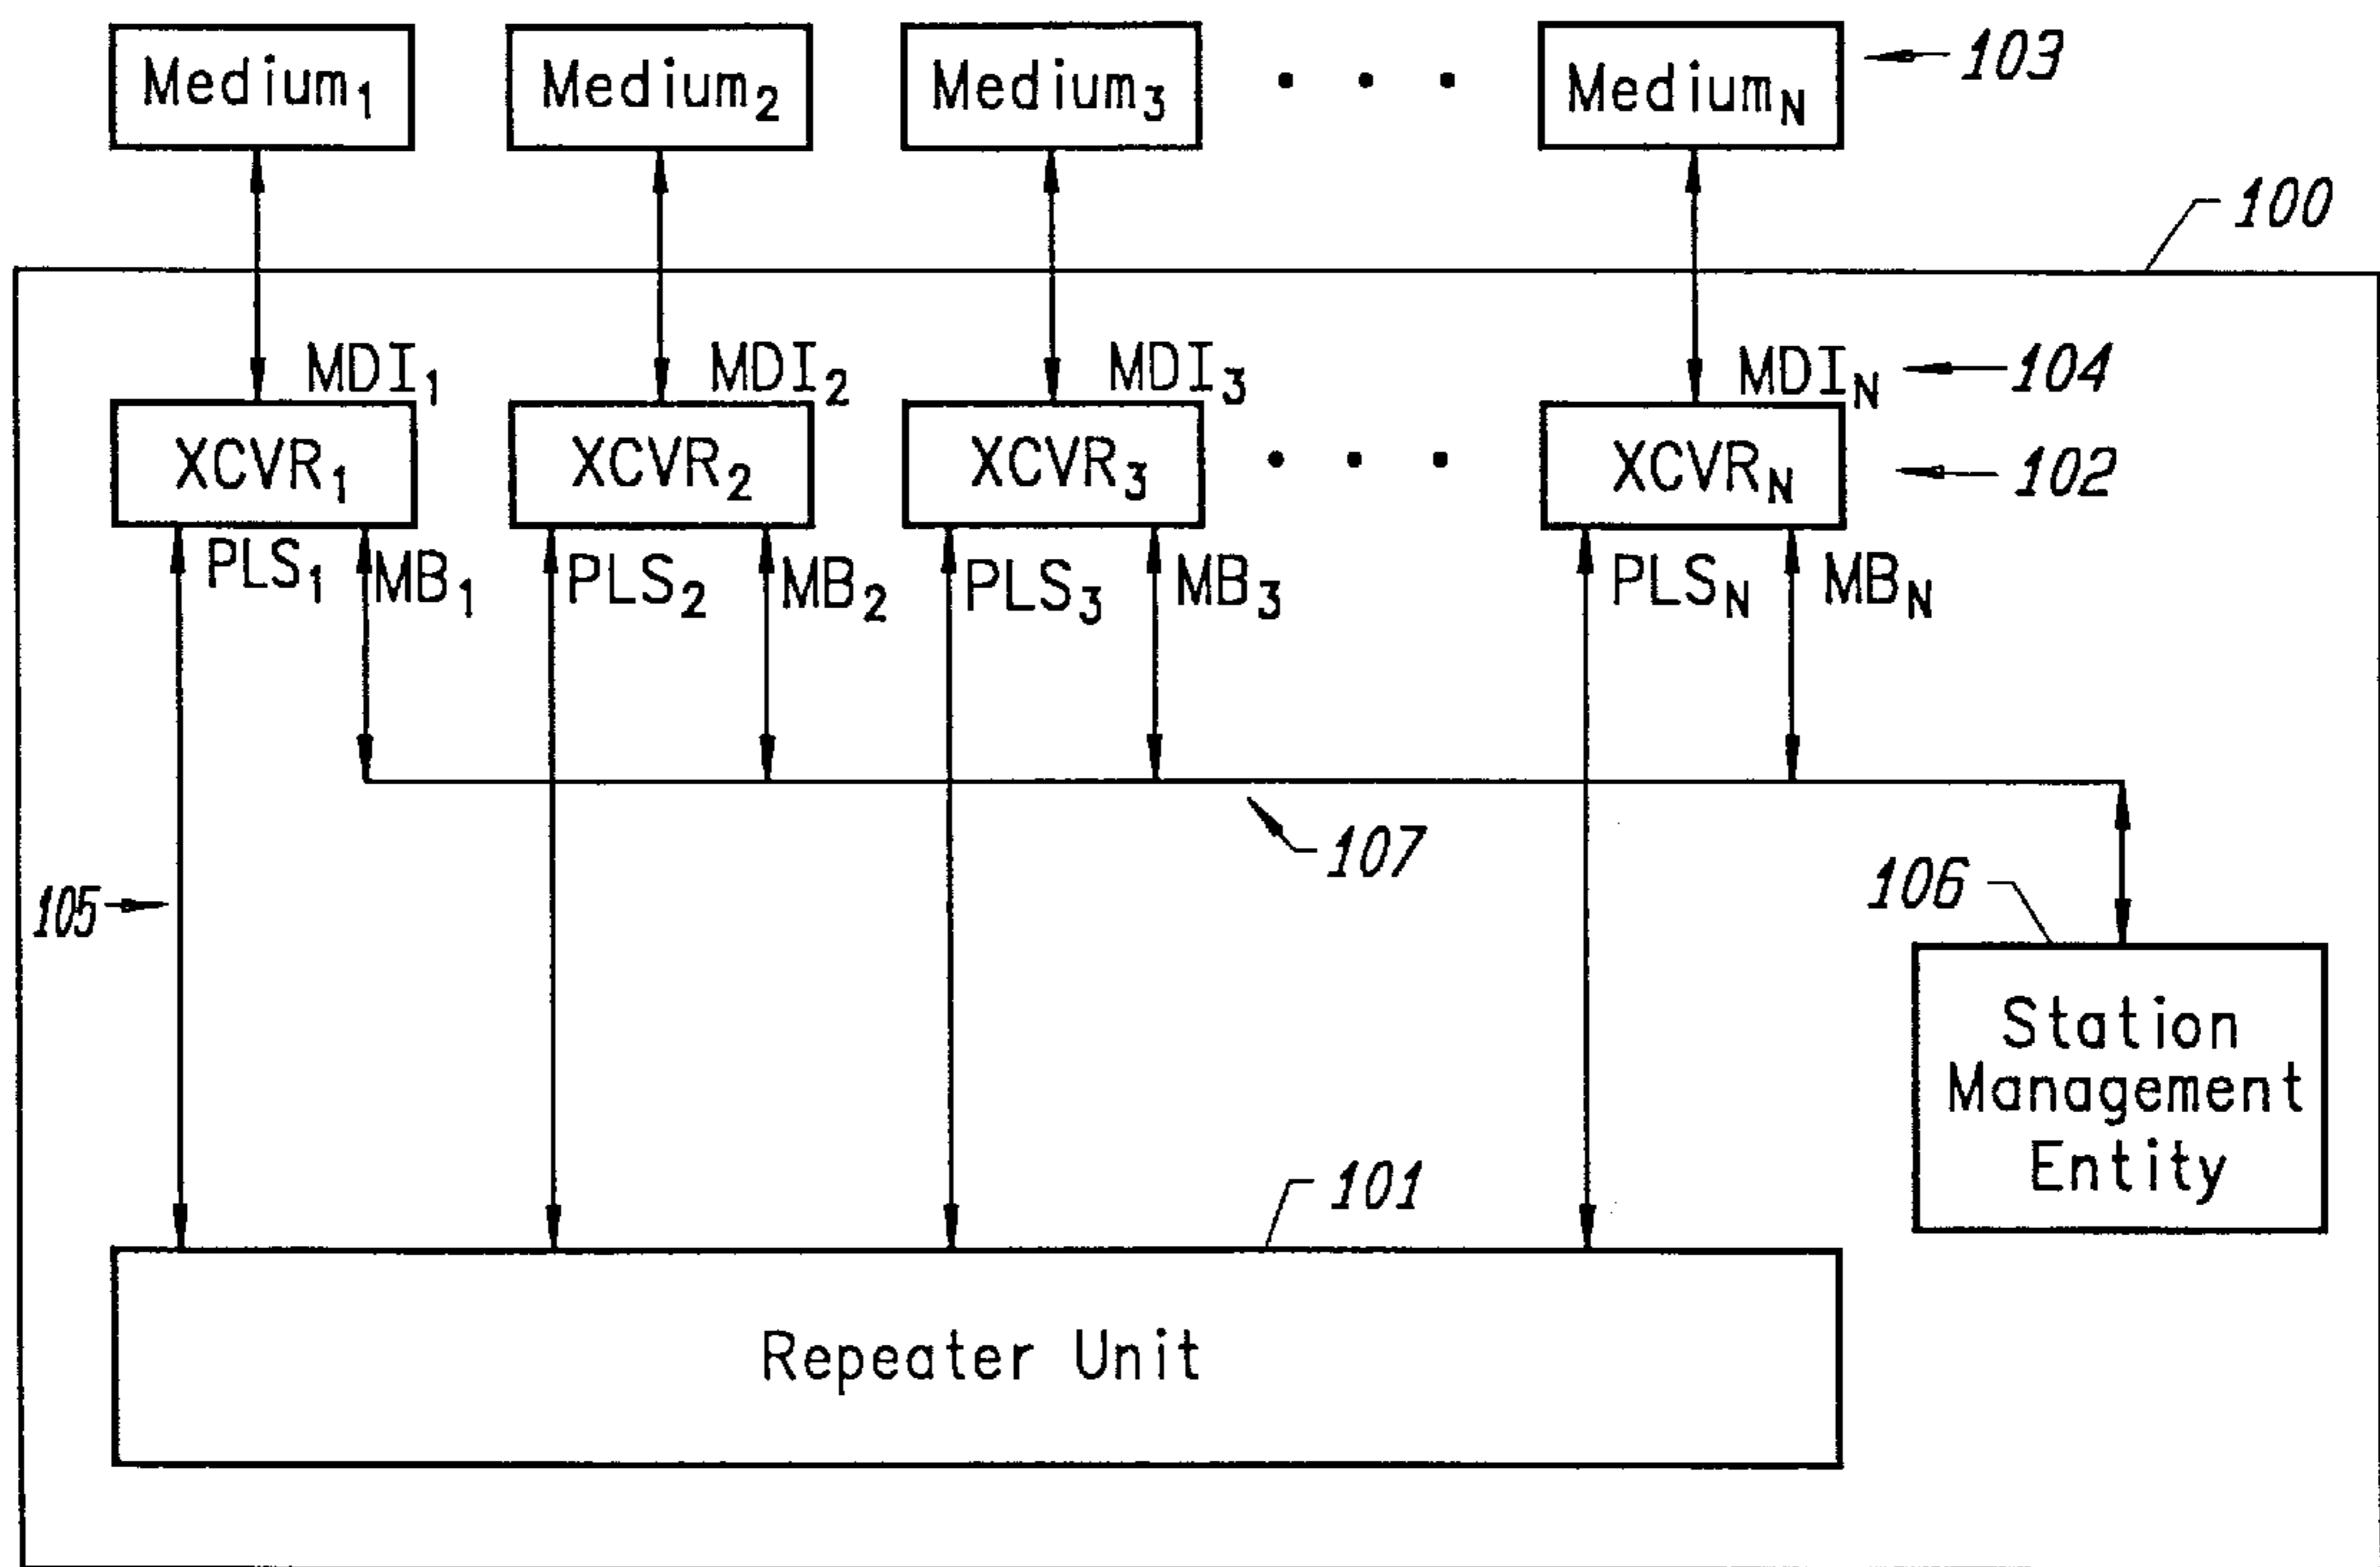 Medium1 Medium2 Medium3 • • • MediumN 103
100
MDI1 MDI2 MDI3 MDIN 104
XCVR1 XCVR2 XCVR3 • • • XCVRN 102
PLS1 MB1 PLS2 MB2 PLS3 MB3 PLSN MBN
107
105
106
Station
Management
Entity
101
Repeater Unit